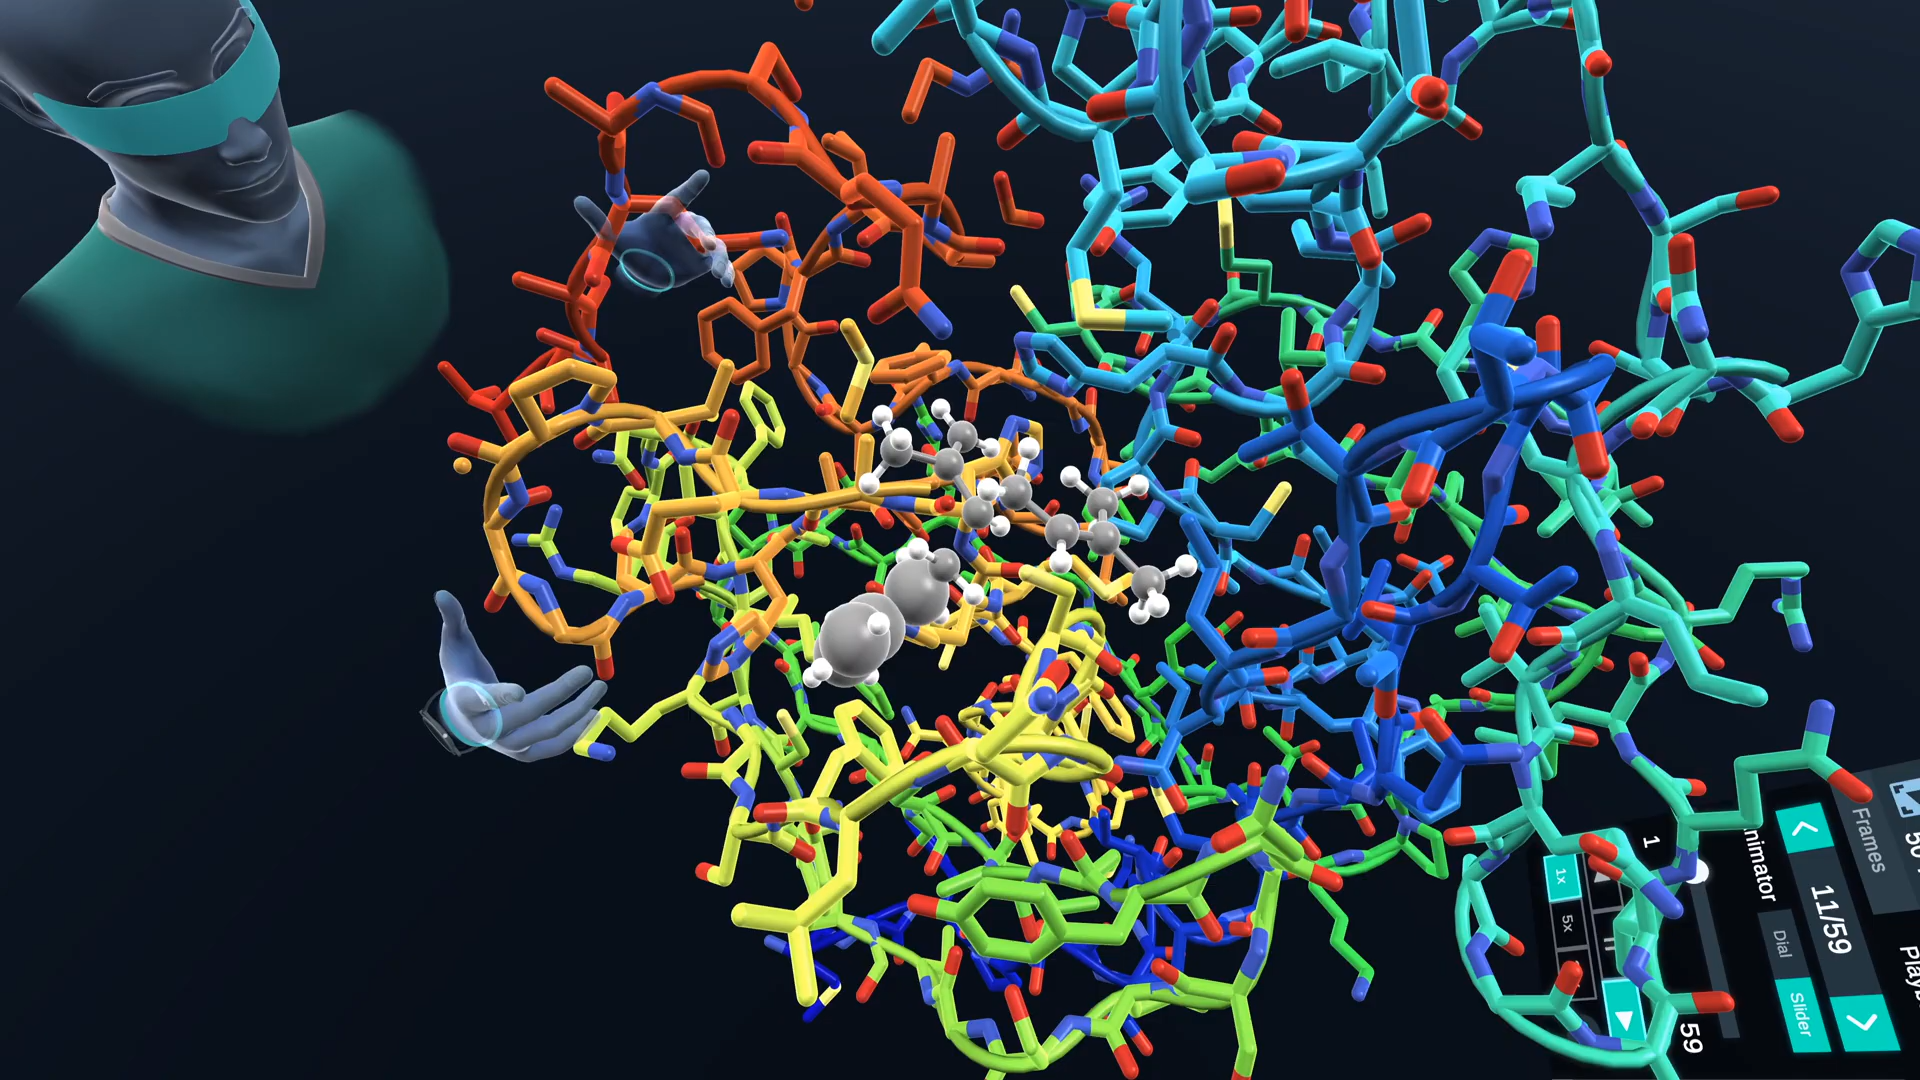 Frames
11/59
nimator
Dial
Slider
1
1x
5x
59